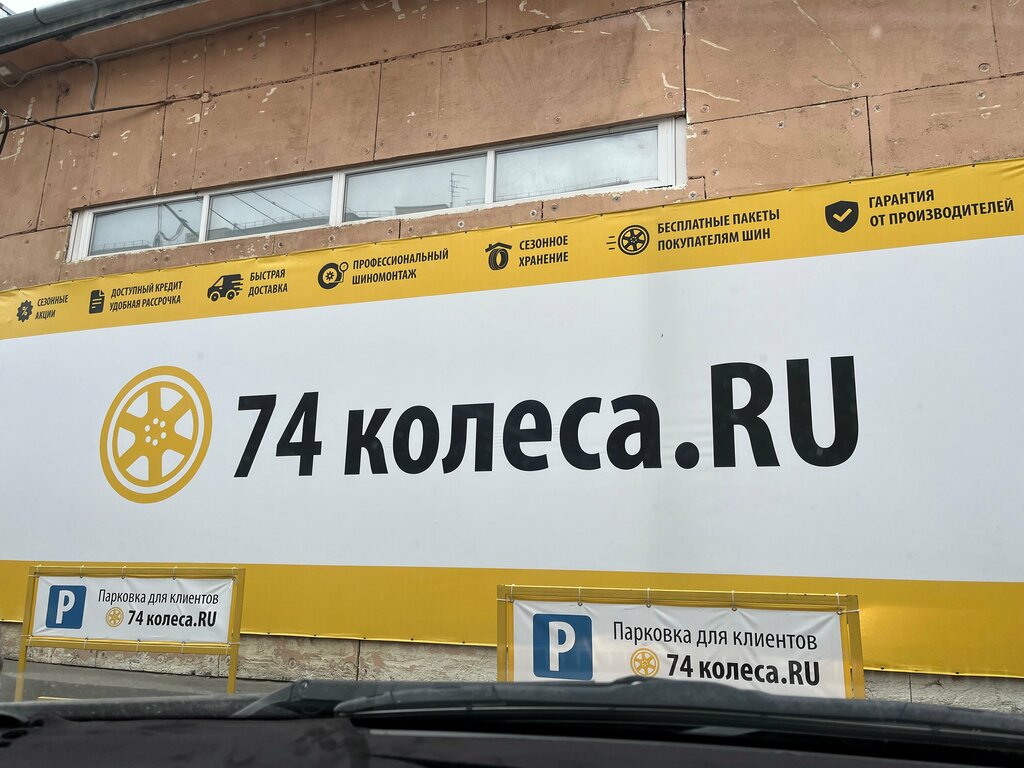 СЕЗОННЫЕ
АКЦИИ
ДОСТУПНЫЙ КРЕДИТ
УДОБНАЯ РАССРОЧКА
БЫСТРАЯ
ДОСТАВКА
ПРОФЕССИОНАЛЬНЫЙ
ШИНОМОНТАЖ
СЕЗОННОЕ
ХРАНЕНИЕ
БЕСПЛАТНЫЕ ПАКЕТЫ
ПОКУПАТЕЛЯМ ШИН
ГАРАНТИЯ
ОТ ПРОИЗВОДИТЕЛЕЙ
74 колеса.RU
P
Парковка для клиентов
74 колеса.RU
P
Парковка для клиентов
74 колеса.RU